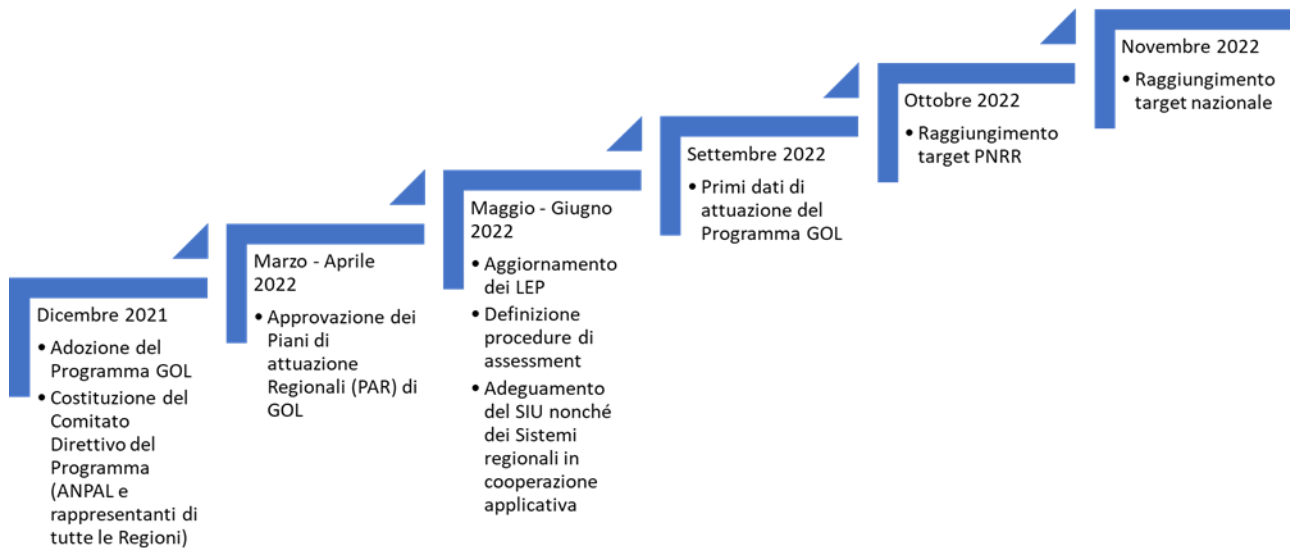 Dicembre 2021
• Adozione del
Programma GOL
• Costituzione del
Comitato
Direttivo del
Programma
(ANPAL e
rappresentanti di
tutte le Regioni)
Marzo - Aprile
2022
• Approvazione dei
Piani di
attuazione
Regionali (PAR) di
GOL
Maggio - Giugno
2022
• Aggiornamento
dei LEP
• Definizione
procedure di
assessment
• Adeguamento
del SIU nonché
dei Sistemi
regionali in
cooperazione
applicativa
Settembre 2022
• Primi dati di
attuazione del
Programma GOL
Ottobre 2022
• Raggiungimento
target PNRR
Novembre 2022
• Raggiungimento
target nazionale